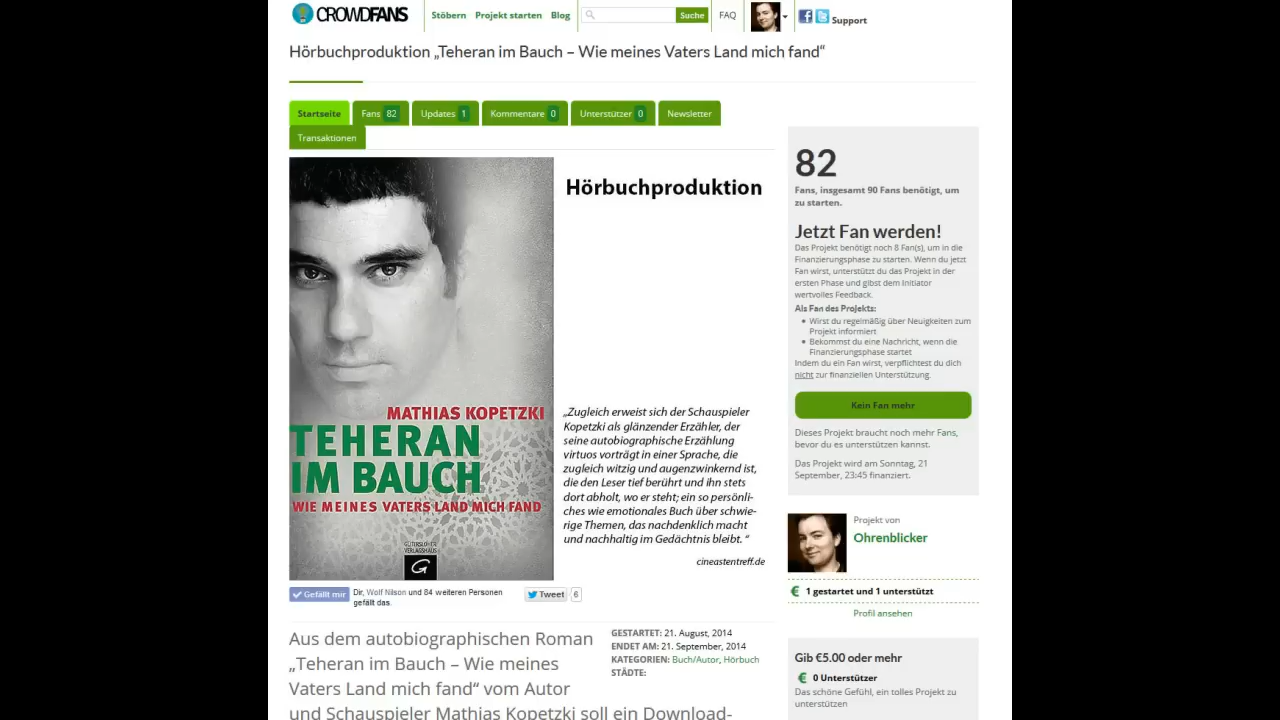 CROWDFANS
Stöbern Projekt starten Blog
Suche
FAQ
Support
Hörbuchproduktion „Teheran im Bauch – Wie meines Vaters Land mich fand“
Startseite
Fans 82
Updates 1
Kommentare 0
Unterstützer 0
Newsletter
Transaktionen
MATHIAS KOPETZKI
TEHERAN
IM BAUCH
WIE MEINES VATERS LAND MICH FAND
GÜTERSLOHER
VERLAGSHAUS
G
Hörbuchproduktion
„Zugleich erweist sich der Schauspieler
Kopetzki als glänzender Erzähler, der
seine autobiographische Erzählung
virtuos vorträgt in einer Sprache, die
zugleich witzig und augenzwinkernd ist,
die den Leser tief berührt und ihn stets
dort abholt, wo er steht; ein so persönli-
ches wie emotionales Buch über schwie-
rige Themen, das nachdenklich macht
und nachhaltig im Gedächtnis bleibt. “
cineastentreff.de
Gefällt mir
Dir, Wolf Nilson und 84 weiteren Personen
gefällt das.
Tweet 6
Aus dem autobiographischen Roman
„Teheran im Bauch – Wie meines
Vaters Land mich fand“ vom Autor
und Schauspieler Mathias Kopetzki soll ein Download-
GESTARTET: 21. August, 2014
ENDET AM: 21. September, 2014
KATEGORIEN: Buch/Autor, Hörbuch
STÄDTE:
82
Fans, insgesamt 90 Fans benötigt, um
zu starten.
Jetzt Fan werden!
Das Projekt benötigt noch 8 Fan(s), um in die
Finanzierungsphase zu starten. Wenn du jetzt
Fan wirst, unterstützt du das Projekt in der
ersten Phase und gibst dem Initiator
wertvolles Feedback.
Als Fan des Projekts:
Wirst du regelmäßig über Neuigkeiten zum
Projekt informiert
Bekommst du eine Nachricht, wenn die
Finanzierungsphase startet
Indem du ein Fan wirst, verpflichtest du dich
nicht zur finanziellen Unterstützung.
Kein Fan mehr
Dieses Projekt braucht noch mehr Fans,
bevor du es unterstützen kannst.
Das Projekt wird am Sonntag, 21
September, 23:45 finanziert.
Projekt von
Ohrenblicker
€ 1 gestartet und 1 unterstützt
Profil ansehen
Gib €5.00 oder mehr
€ 0 Unterstützer
Das schöne Gefühl, ein tolles Projekt zu
unterstützen